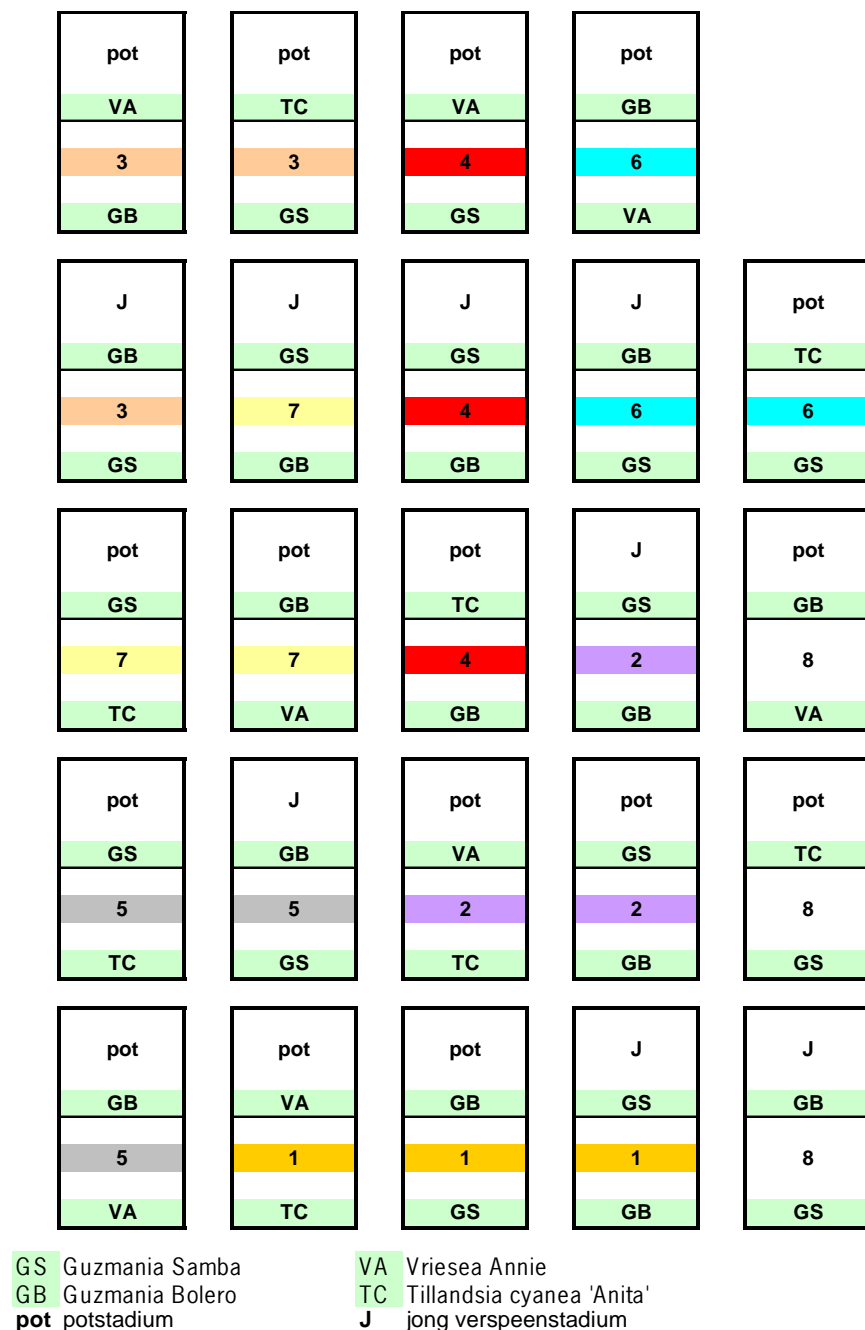 pot pot pot pot
VA TC VA GB
3 3 4 6
GB GS GS VA
J J J J pot
GB GS GS GB TC
3 7 4 6 6
GS GB GB GS GS
pot pot pot J pot
GS GB TC GS GB
7 7 4 2 8
TC VA GB GB VA
pot J pot pot pot
GS GB VA GS TC
5 5 2 2 8
TC GS TC GB GS
pot pot pot J J
GB VA GB GS GB
5 1 1 1 8
VA TC GS GB GS
GS Guzmania Samba VA Vriesea Annie
GB Guzmania Bolero TC Tillandsia cyanea 'Anita'
pot potstadium J jong verspeenstadium